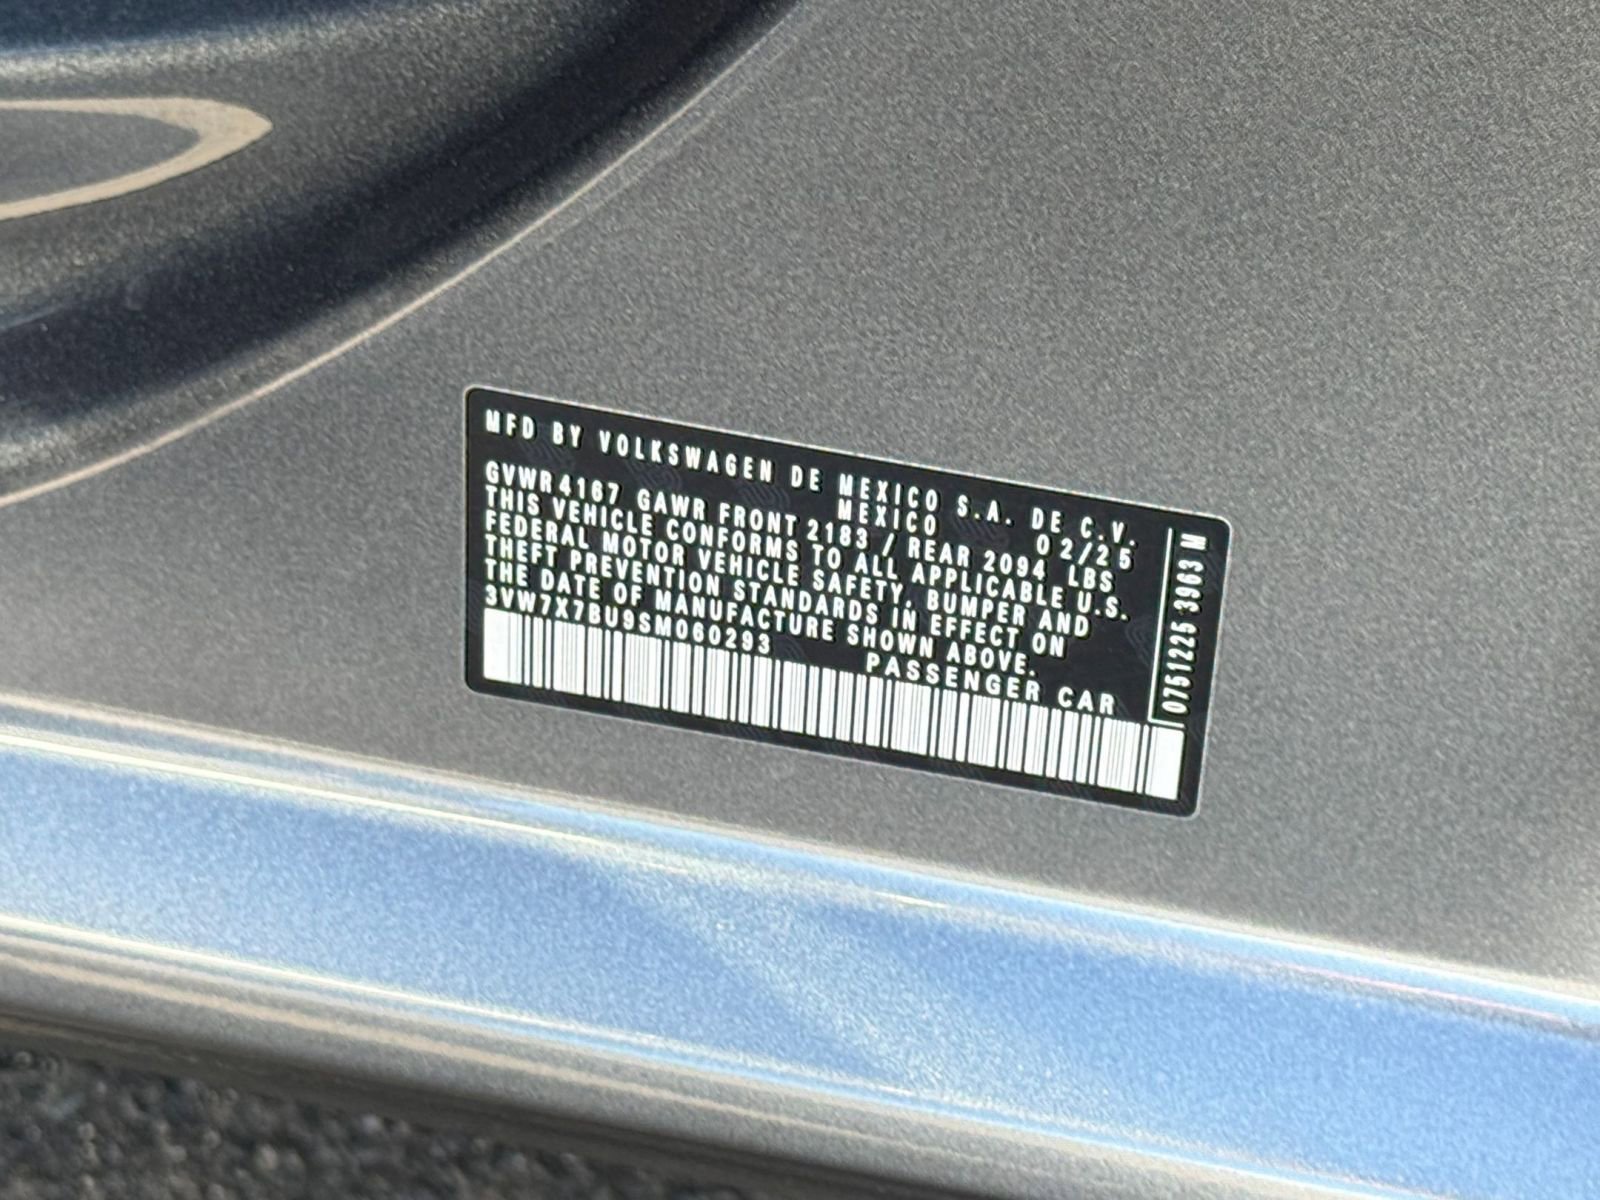 MFD BY VOLKSWAGEN DE MEXICO S.A. DE C.V.
MEXICO 02/25
GVWR 4167 GAWR FRONT 2183 / REAR 2094 LBS
THIS VEHICLE CONFORMS TO ALL APPLICABLE U.S.
FEDERAL MOTOR VEHICLE SAFETY, BUMPER AND
THEFT PREVENTION STANDARDS IN EFFECT ON
THE DATE OF MANUFACTURE SHOWN ABOVE.
3VW7X7BU9SM060293 PASSENGER CAR
0751225 3963 M